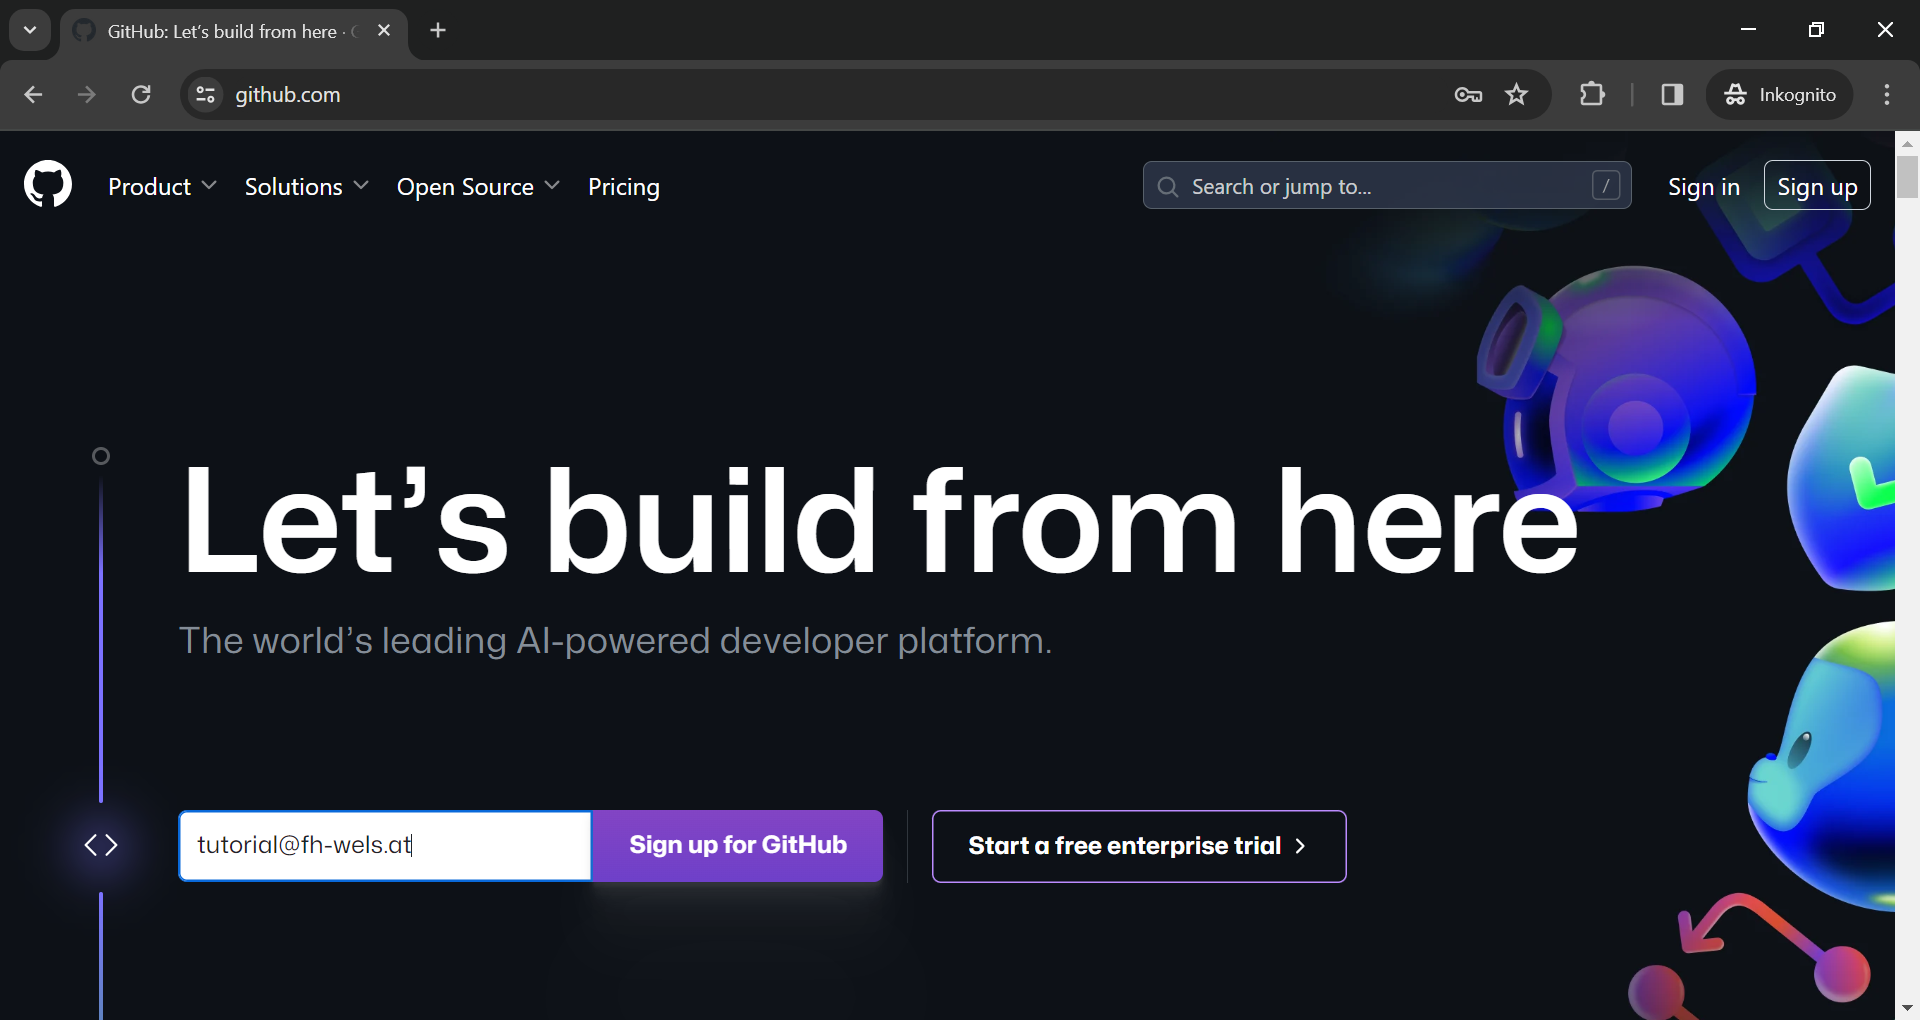 GitHub: Let’s build from here ·
github.com
Inkognito
Product
Solutions
Open Source
Pricing
Search or jump to...
/
Sign in
Sign up
Let’s build from here
The world’s leading AI-powered developer platform.
tutorial@fh-wels.at
Sign up for GitHub
Start a free enterprise trial